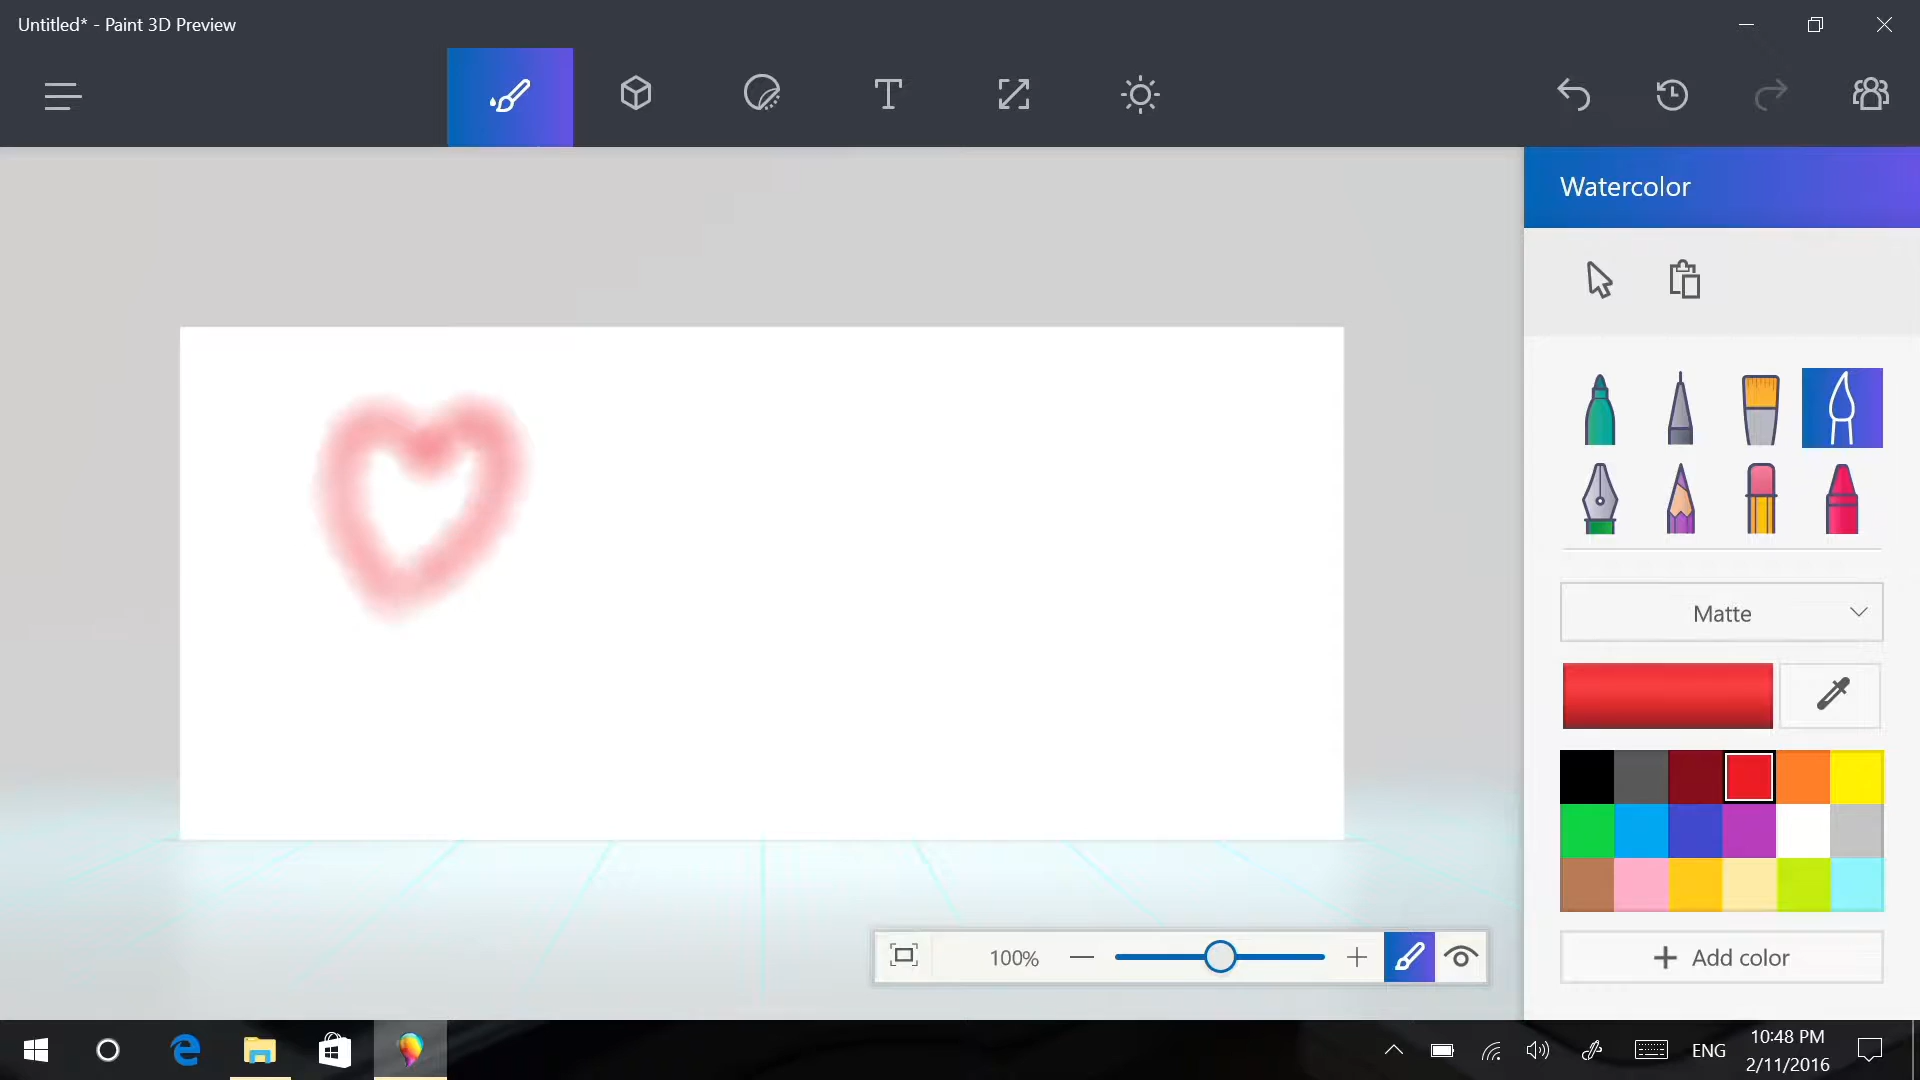 Untitled* - Paint 3D Preview
Watercolor
Matte
Add color
100%
ENG
10:48 PM
2/11/2016